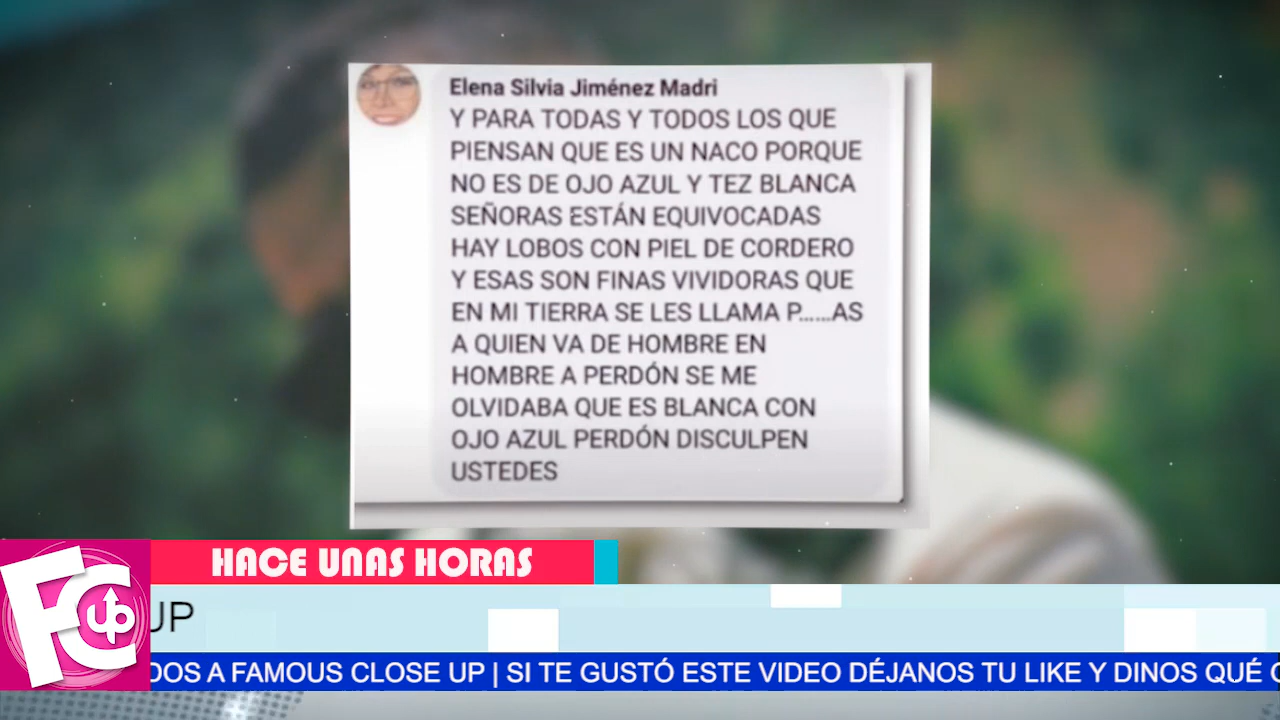 Elena Silvia Jiménez Madri
Y PARA TODAS Y TODOS LOS QUE
PIENSAN QUE ES UN NACO PORQUE
NO ES DE OJO AZUL Y TEZ BLANCA
SEÑORAS ESTÁN EQUIVOCADAS
HAY LOBOS CON PIEL DE CORDERO
Y ESAS SON FINAS VIVIDORAS QUE
EN MI TIERRA SE LES LLAMA P......AS
A QUIEN VA DE HOMBRE EN
HOMBRE A PERDÓN SE ME
OLVIDABA QUE ES BLANCA CON
OJO AZUL PERDÓN DISCULPEN
USTEDES
HACE UNAS HORAS
FC up
UP
DOS A FAMOUS CLOSE UP | SI TE GUSTÓ ESTE VIDEO DÉJANOS TU LIKE Y DINOS QUÉ